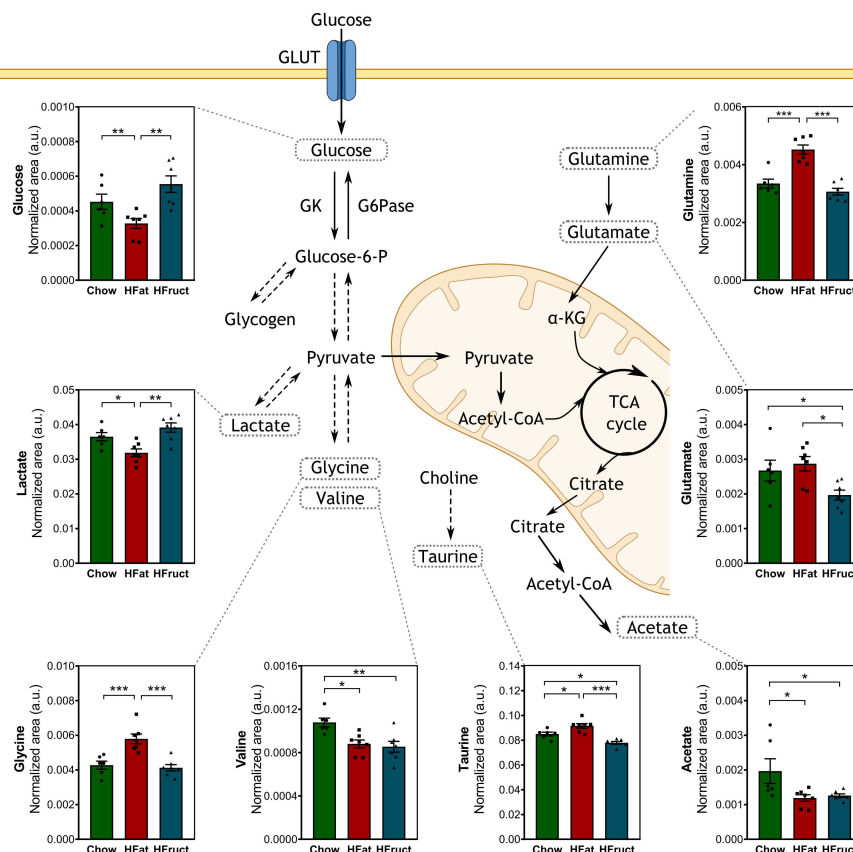 Glucose
GLUT
Glucose
Normalized area (a.u.)
0.0010
0.0008
0.0006
0.0004
0.0002
0.0000
** **
Chow HFat HFruct
Glucose
GK G6Pase
Glucose-6-P
Glycogen
Pyruvate
Lactate
Glycine
Valine
Choline
Taurine
Glutamine
Glutamate
α-KG
Pyruvate
Acetyl-CoA
TCA
cycle
Citrate
Citrate
Acetyl-CoA
Acetate
Glutamine
Normalized area (a.u.)
0.006
0.004
0.002
0.000
*** ***
Chow HFat HFruct
Lactate
Normalized area (a.u.)
0.05
0.04
0.03
0.02
0.01
0.00
* **
Chow HFat HFruct
Glutamate
Normalized area (a.u.)
0.005
0.004
0.003
0.002
0.001
0.000
*
*
Chow HFat HFruct
Glycine
Normalized area (a.u.)
0.010
0.008
0.006
0.004
0.002
0.000
*** ***
Chow HFat HFruct
Valine
Normalized area (a.u.)
0.0016
0.0012
0.0008
0.0004
0.0000
**
*
Chow HFat HFruct
Taurine
Normalized area (a.u.)
0.14
0.12
0.10
0.08
0.06
0.04
0.02
0.00
*
* ***
Chow HFat HFruct
Acetate
Normalized area (a.u.)
0.005
0.004
0.003
0.002
0.001
0.000
*
*
Chow HFat HFruct